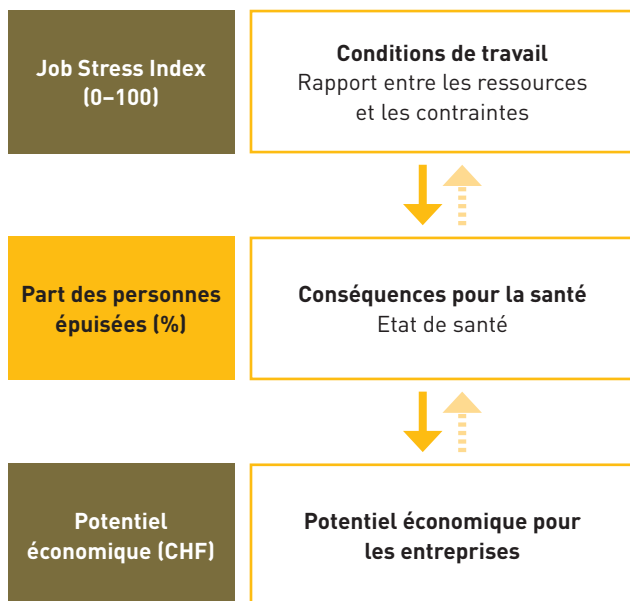 Job Stress Index
(0–100)
Conditions de travail
Rapport entre les ressources
et les contraintes
Part des personnes
épuisées (%)
Conséquences pour la santé
Etat de santé
Potentiel
économique (CHF)
Potentiel économique pour
les entreprises